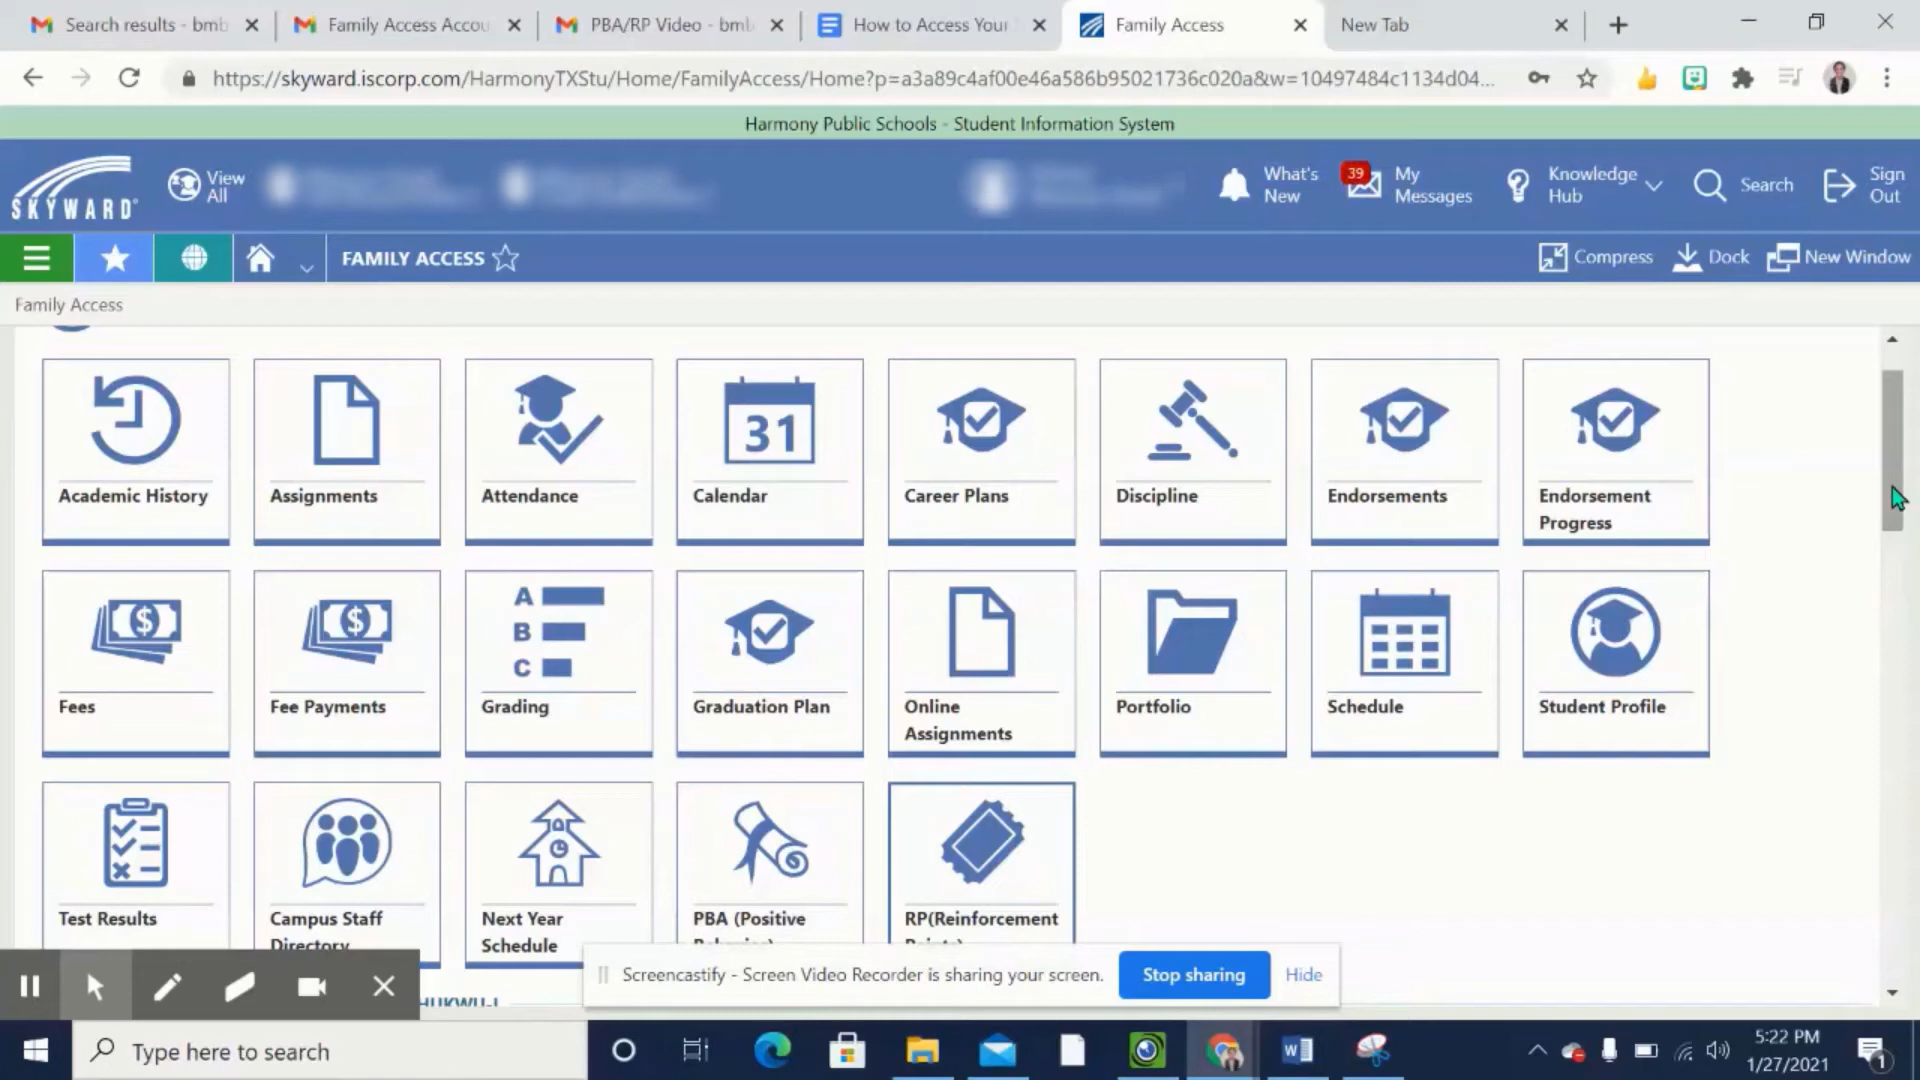 Search results - bmb
Family Access Accou
PBA/RP Video - bmb
How to Access Your
Family Access
New Tab
https://skyward.iscorp.com/HarmonyTXStu/Home/FamilyAccess/Home?p=a3a89c4af00e46a586b95021736c020a&w=10497484c1134d04...
Harmony Public Schools - Student Information System
SKYWARD
View
All
What's
New
39
My
Messages
Knowledge
Hub
Search
Sign
Out
FAMILY ACCESS
Compress
Dock
New Window
Family Access
31
Academic History
Assignments
Attendance
Calendar
Career Plans
Discipline
Endorsements
Endorsement
Progress
A
B
C
Fees
Fee Payments
Grading
Graduation Plan
Online
Assignments
Portfolio
Schedule
Student Profile
Test Results
Campus Staff
Directory
Next Year
Schedule
PBA (Positive
Behavior)
RP(Reinforcement
Points)
Screencastify - Screen Video Recorder is sharing your screen.
Stop sharing
Hide
Type here to search
5:22 PM
1/27/2021
1